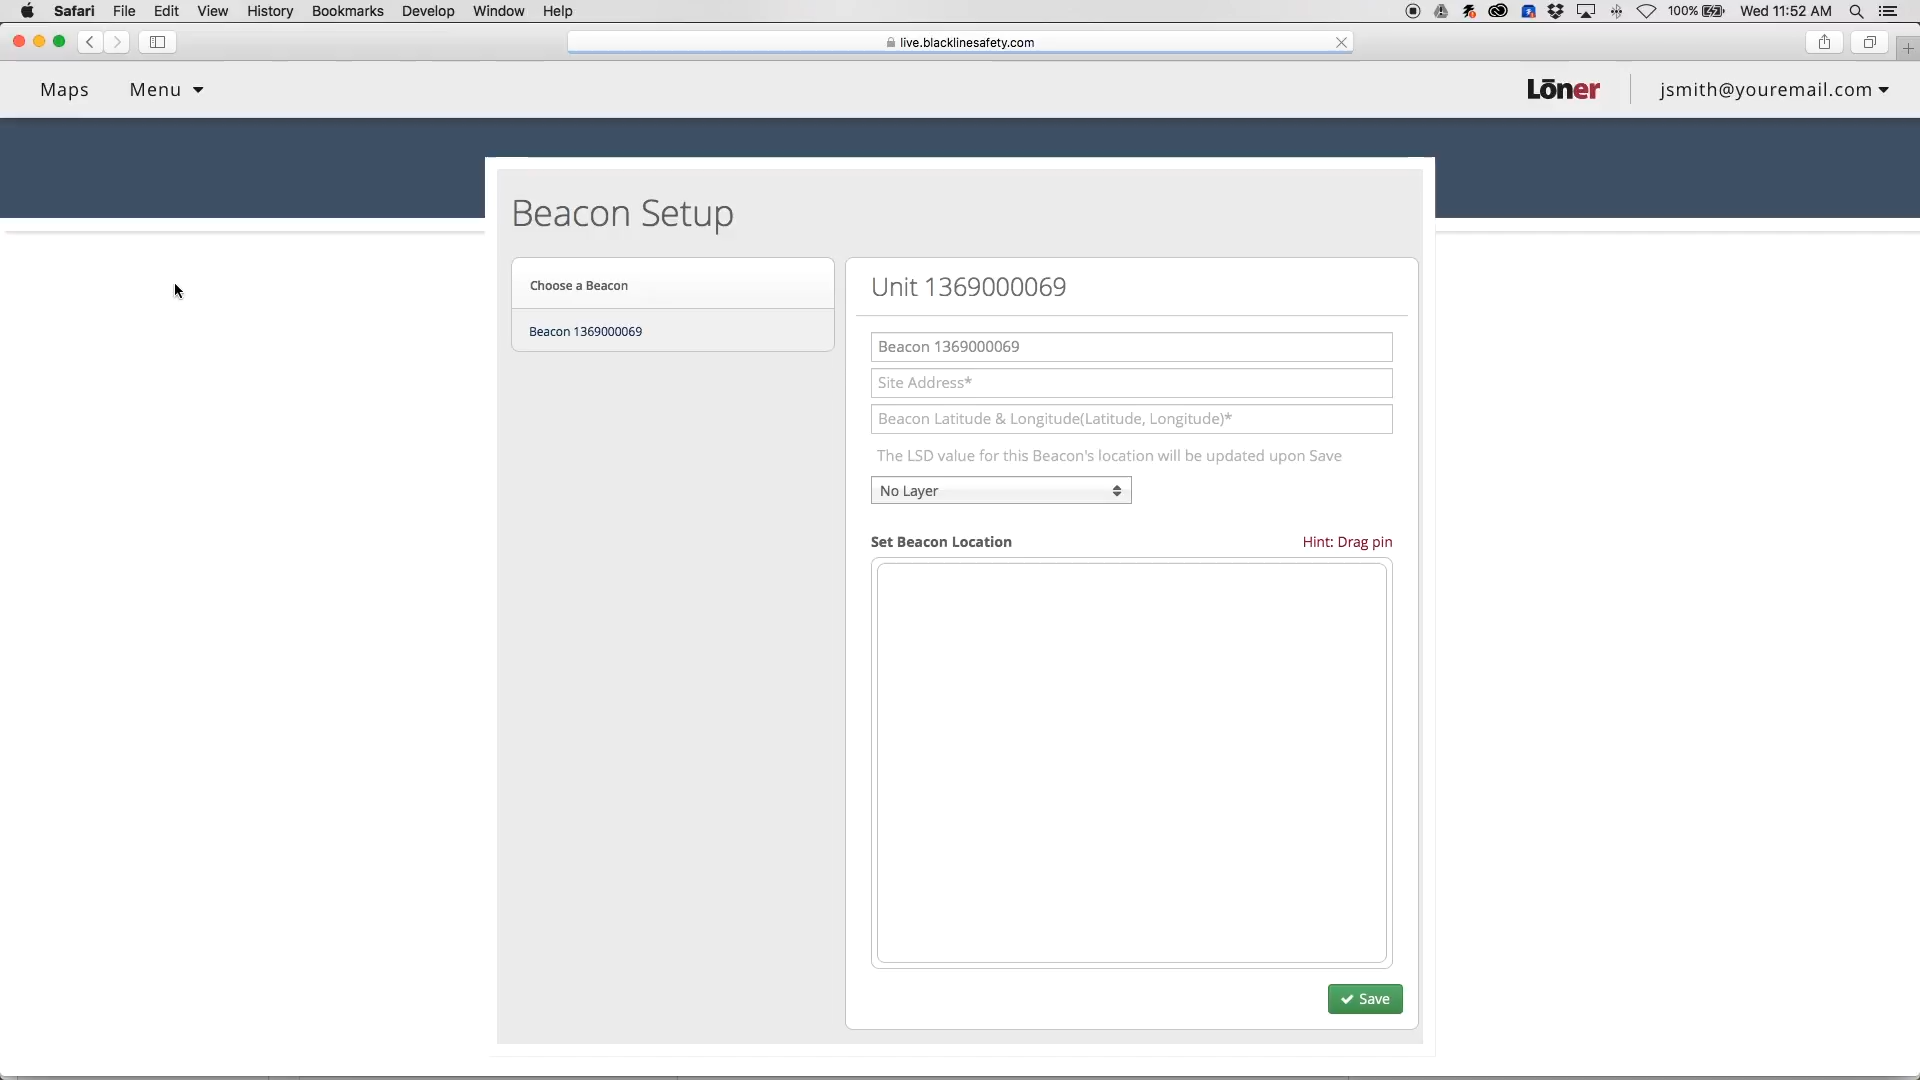 Safari File Edit View History Bookmarks Develop Window Help 100% Wed 11:52 AM
live.blacklinesafety.com
Maps Menu Lōner jsmith@youremail.com
Beacon Setup
Choose a Beacon
Beacon 1369000069
Unit 1369000069
Beacon 1369000069
Site Address*
Beacon Latitude & Longitude(Latitude, Longitude)*
The LSD value for this Beacon's location will be updated upon Save
No Layer
Set Beacon Location Hint: Drag pin
Save